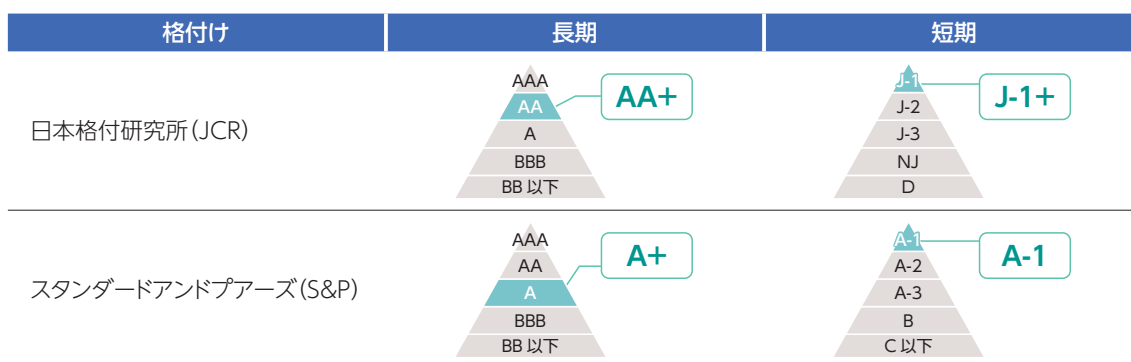 格付け 長期 短期
日本格付研究所(JCR)
AAA
AA
A
BBB
BB 以下
AA+
J-1
J-2
J-3
NJ
D
J-1+
スタンダードアンドプアーズ(S&P)
AAA
AA
A
BBB
BB 以下
A+
A-1
A-2
A-3
B
C 以下
A-1